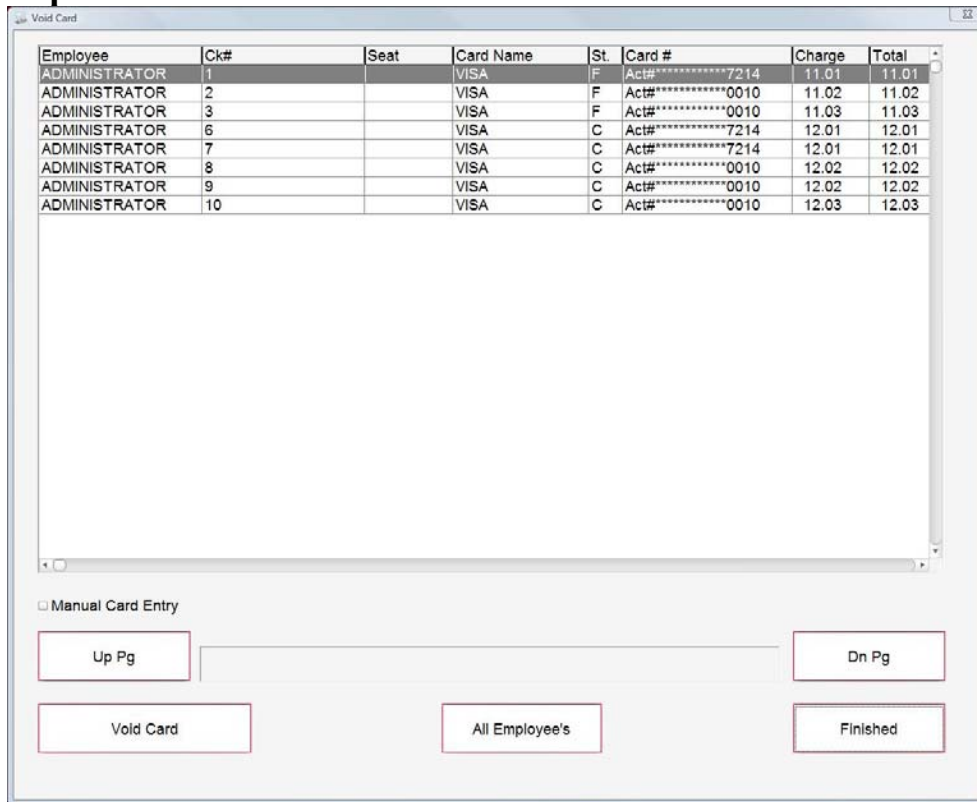 Void Card
Employee Ck# Seat Card Name St. Card # Charge Total
ADMINISTRATOR 1 VISA F Act#************7214 11.01 11.01
ADMINISTRATOR 2 VISA F Act#************0010 11.02 11.02
ADMINISTRATOR 3 VISA F Act#************0010 11.03 11.03
ADMINISTRATOR 6 VISA C Act#************7214 12.01 12.01
ADMINISTRATOR 7 VISA C Act#************7214 12.01 12.01
ADMINISTRATOR 8 VISA C Act#************0010 12.02 12.02
ADMINISTRATOR 9 VISA C Act#************0010 12.02 12.02
ADMINISTRATOR 10 VISA C Act#************0010 12.03 12.03
Manual Card Entry
Up Pg Dn Pg
Void Card All Employee's Finished